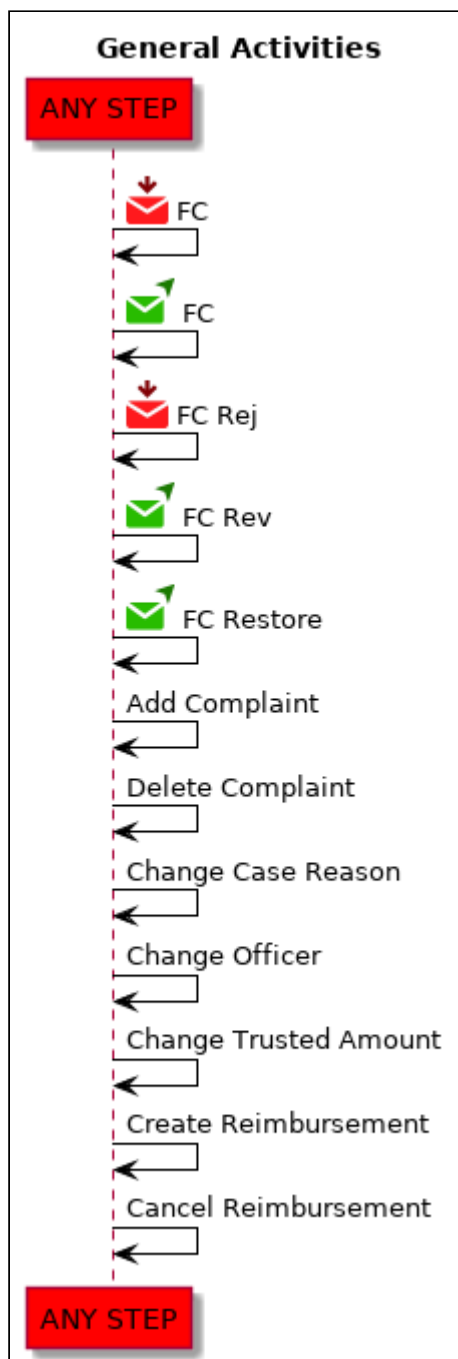 General Activities
ANY STEP
FC
FC
FC Rej
FC Rev
FC Restore
Add Complaint
Delete Complaint
Change Case Reason
Change Officer
Change Trusted Amount
Create Reimbursement
Cancel Reimbursement
ANY STEP